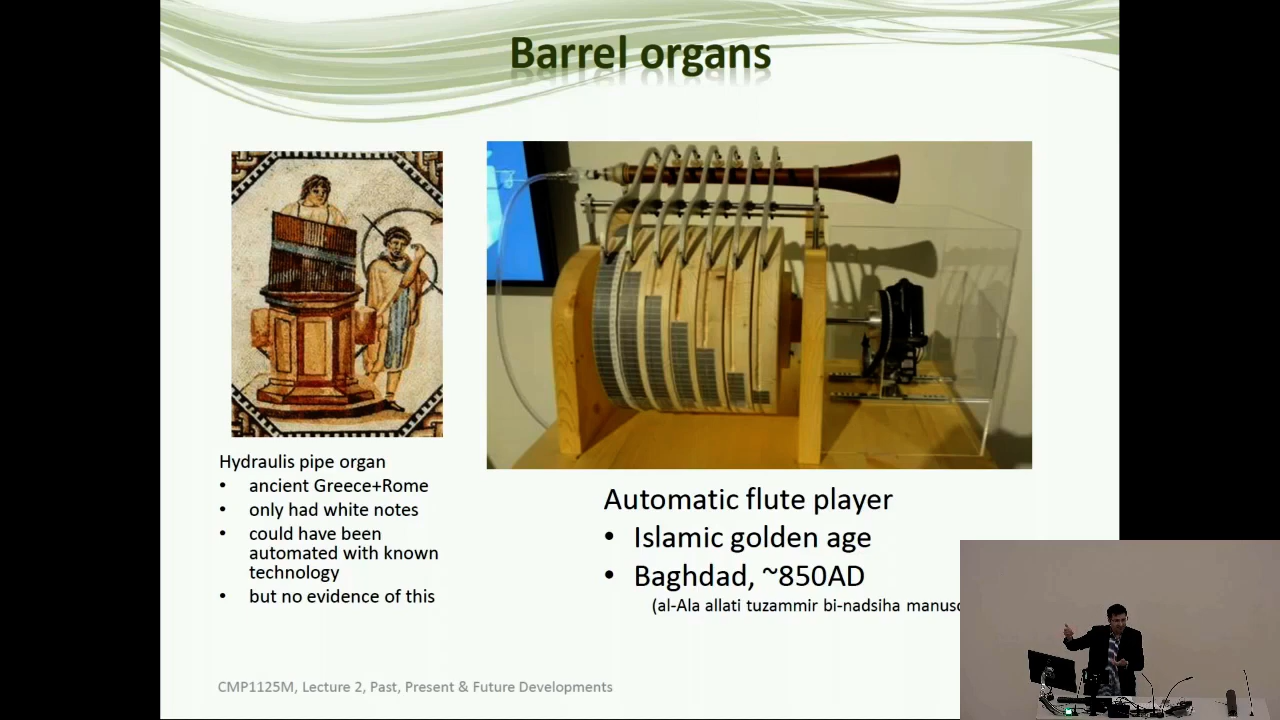 Barrel organs
Hydraulis pipe organ
• ancient Greece+Rome
• only had white notes
• could have been
automated with known
technology
• but no evidence of this
Automatic flute player
• Islamic golden age
• Baghdad, ~850AD
(al-Ala allati tuzammir bi-nadsiha
CMP1125M, Lecture 2, Past, Present & Future Developments